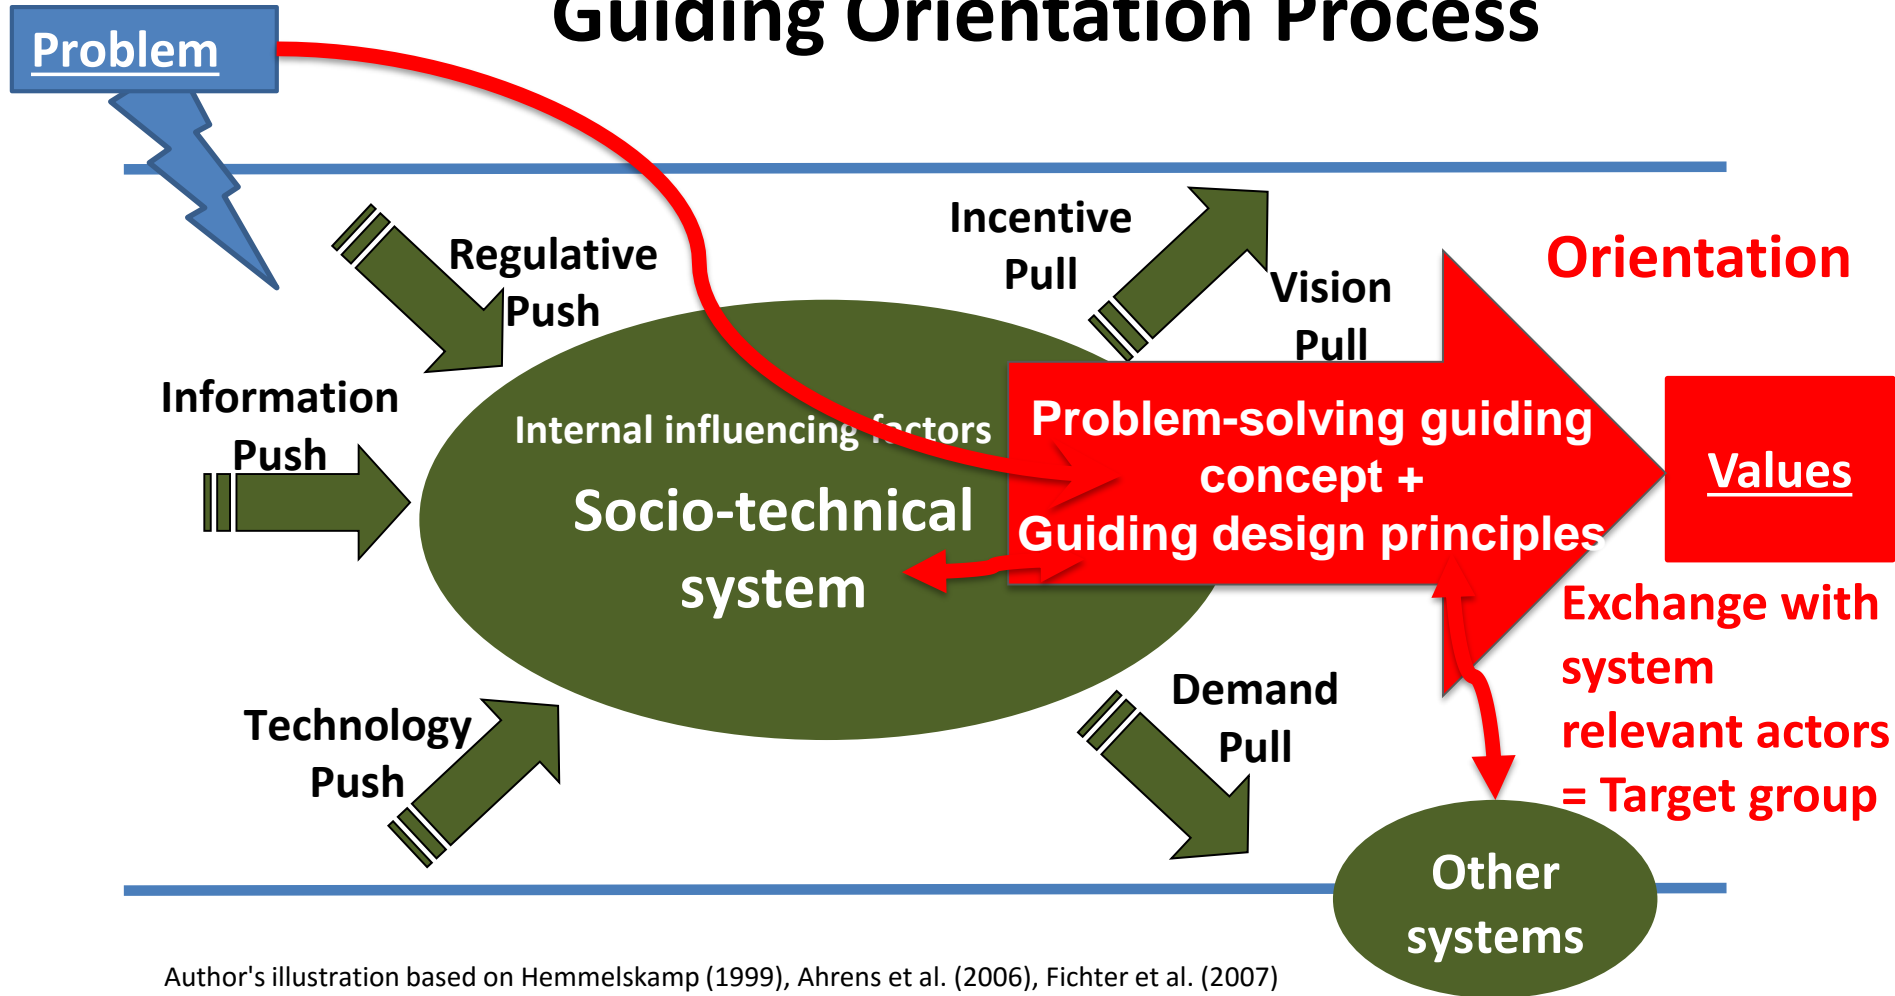 Guiding Orientation Process
Problem
Regulative
Push
Incentive
Pull
Vision
Pull
Orientation
Information
Push
Internal influencing factors
Socio-technical
system
Problem-solving guiding
concept +
Guiding design principles
Values
Exchange with
system
relevant actors
= Target group
Technology
Push
Demand
Pull
Other
systems
Author's illustration based on Hemmelskamp (1999), Ahrens et al. (2006), Fichter et al. (2007)